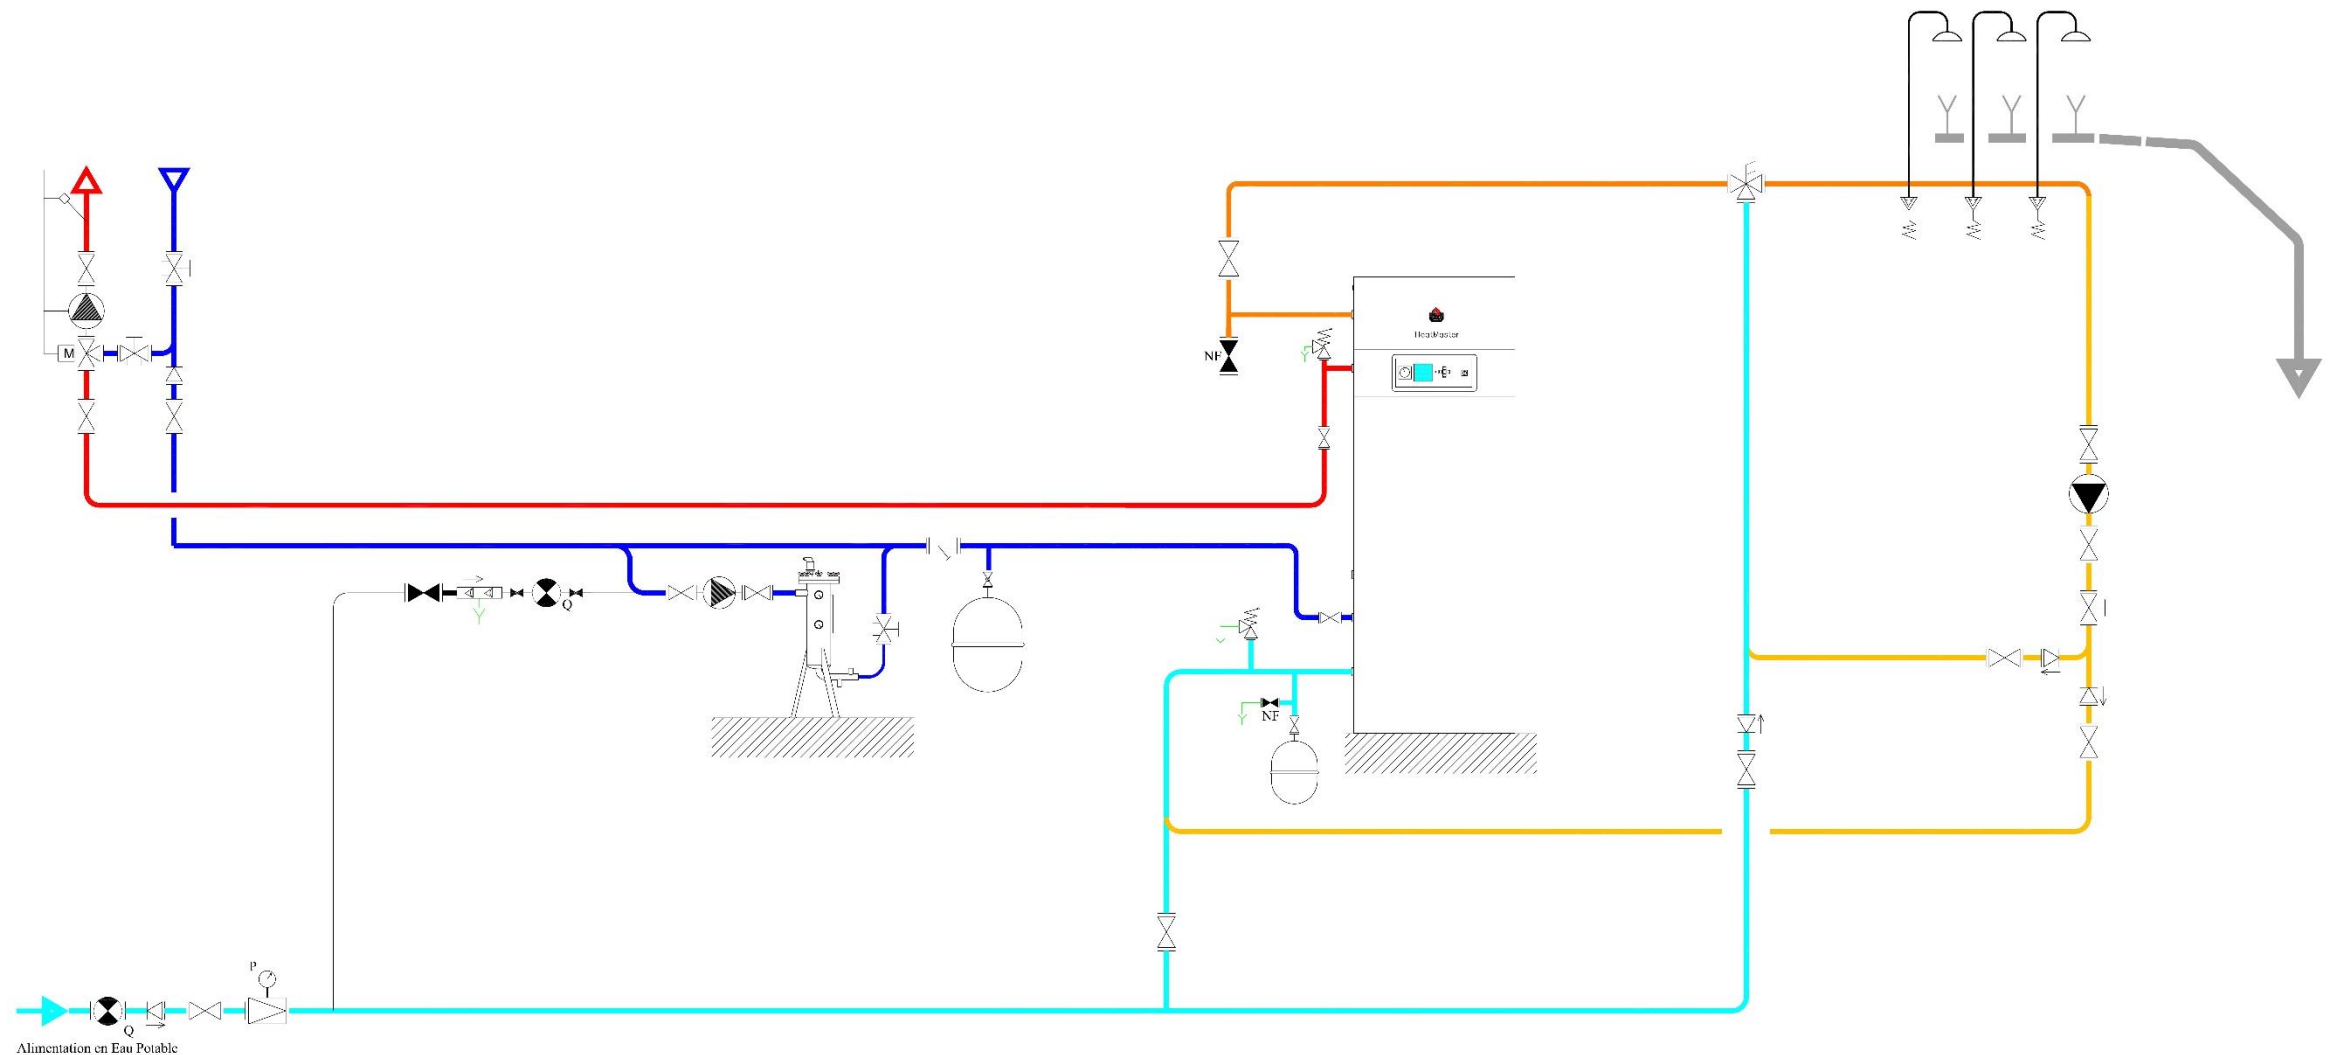 M
NF
HeatMaster
Q
NF
P
Q
Alimentation en Eau Potable